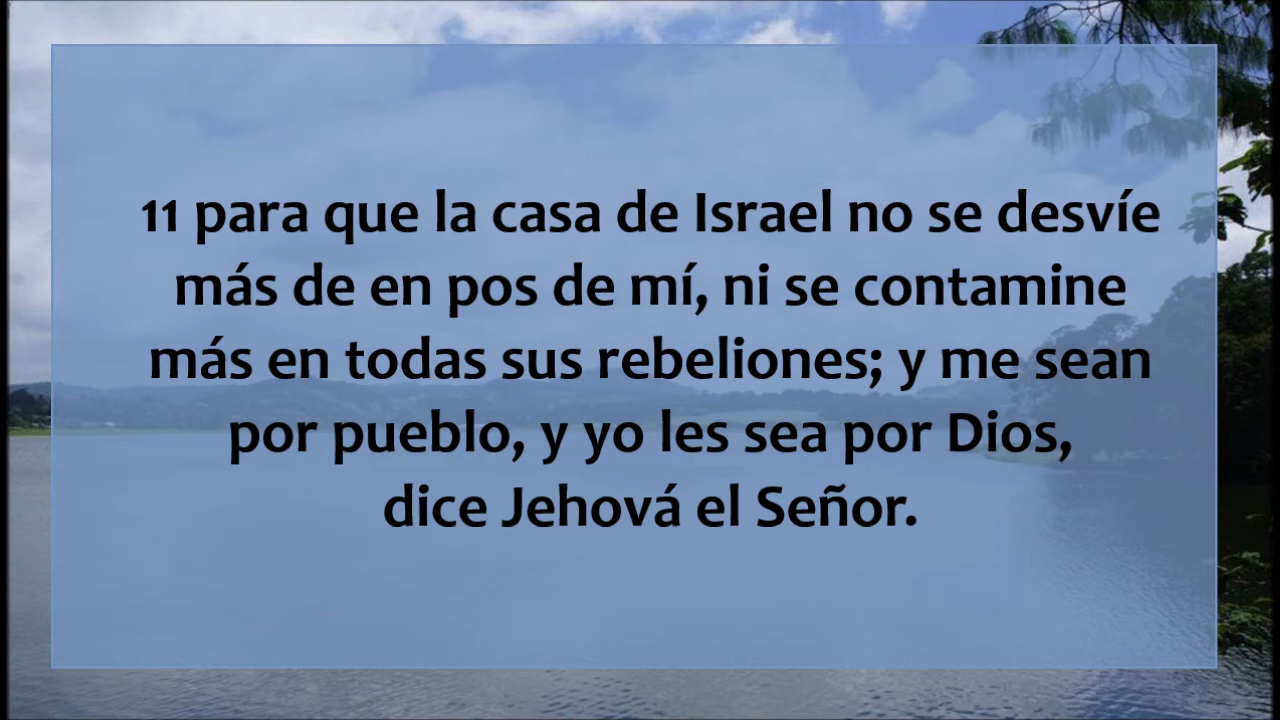 11 para que la casa de Israel no se desvíe
más de en pos de mí, ni se contamine
más en todas sus rebeliones; y me sean
por pueblo, y yo les sea por Dios,
dice Jehová el Señor.